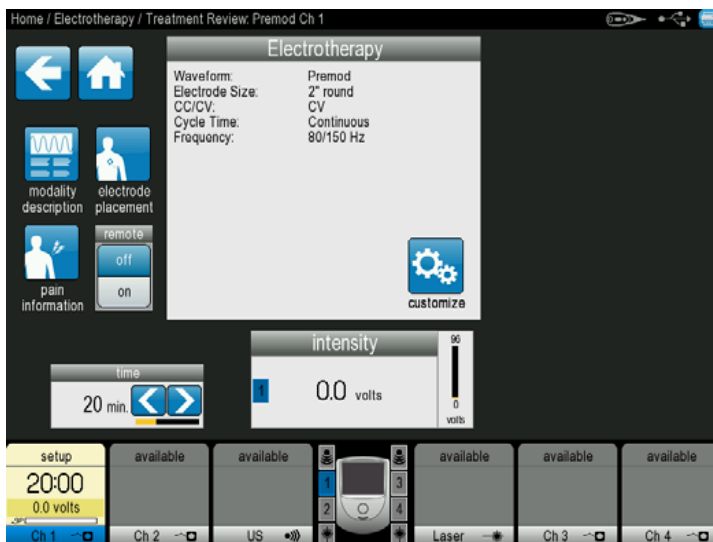 Home / Electrotherapy / Treatment Review: Premod Ch 1
Electrotherapy
Waveform: Premod
Electrode Size: 2" round
CC/CV: CV
Cycle Time: Continuous
Frequency: 80/150 Hz
modality description
electrode placement
remote
off
on
pain information
customize
intensity
1 0.0 volts
96
0
volts
time
20 min.
setup
20:00
0.0 volts
Ch 1
available
Ch 2
available
US
1
2
3
4
available
Laser
available
Ch 3
available
Ch 4